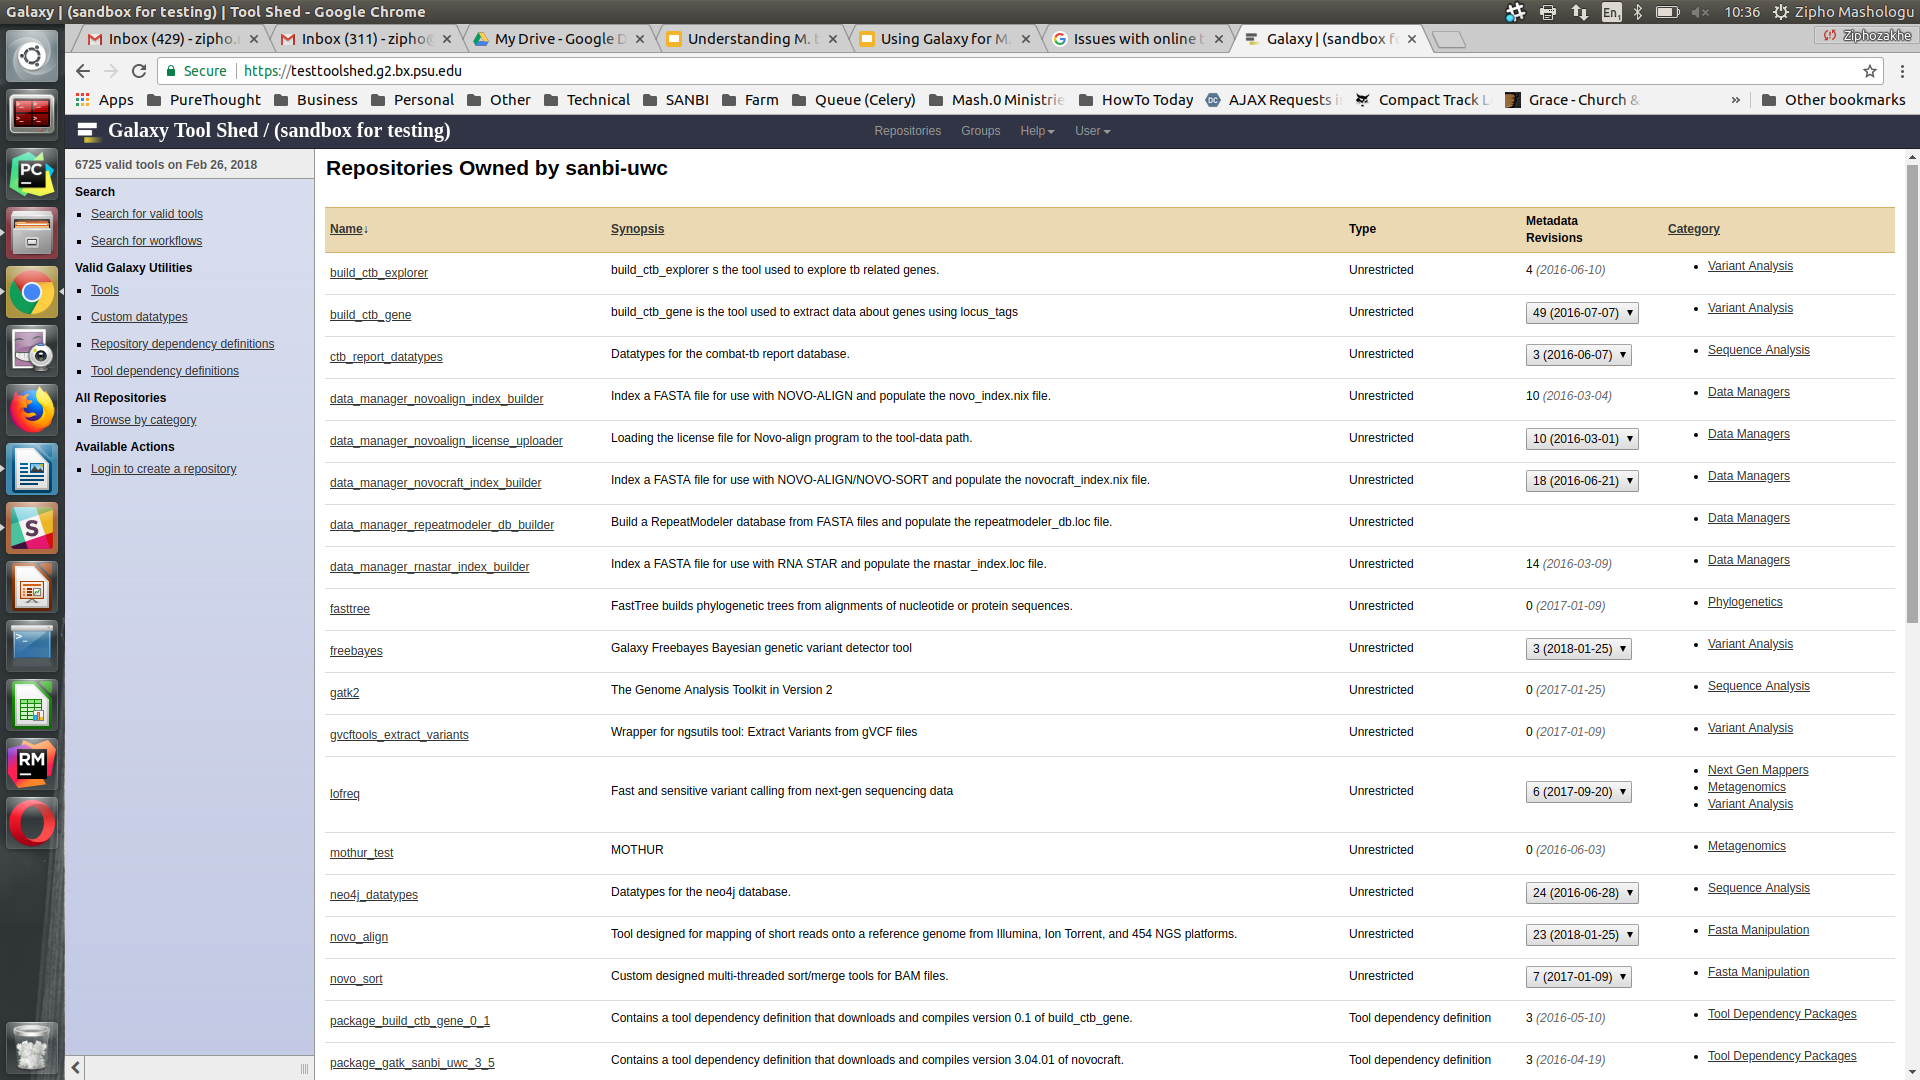 Galaxy | (sandbox for testing) | Tool Shed - Google Chrome
En1
10:36
Zipho Mashologu
Inbox (429) - zipho.
Inbox (311) - zipho@
My Drive - Google D
Understanding M. t
Using Galaxy for M.
Issues with online t
Galaxy | (sandbox f
Ziphozakhe
Secure
https://testtoolshed.g2.bx.psu.edu
Apps
PureThought
Business
Personal
Other
Technical
SANBI
Farm
Queue (Celery)
Mash.0 Ministrie
HowTo Today
AJAX Requests i
Compact Track L
Grace - Church &
»
Other bookmarks
Galaxy Tool Shed / (sandbox for testing)
Repositories
Groups
Help
User
6725 valid tools on Feb 26, 2018
Search
Search for valid tools
Search for workflows
Valid Galaxy Utilities
Tools
Custom datatypes
Repository dependency definitions
Tool dependency definitions
All Repositories
Browse by category
Available Actions
Login to create a repository
Repositories Owned by sanbi-uwc
Name↓ Synopsis Type Metadata Revisions Category
build_ctb_explorer build_ctb_explorer s the tool used to explore tb related genes. Unrestricted 4 (2016-06-10) Variant Analysis
build_ctb_gene build_ctb_gene is the tool used to extract data about genes using locus_tags Unrestricted 49 (2016-07-07) Variant Analysis
ctb_report_datatypes Datatypes for the combat-tb report database. Unrestricted 3 (2016-06-07) Sequence Analysis
data_manager_novoalign_index_builder Index a FASTA file for use with NOVO-ALIGN and populate the novo_index.nix file. Unrestricted 10 (2016-03-04) Data Managers
data_manager_novoalign_license_uploader Loading the license file for Novo-align program to the tool-data path. Unrestricted 10 (2016-03-01) Data Managers
data_manager_novocraft_index_builder Index a FASTA file for use with NOVO-ALIGN/NOVO-SORT and populate the novocraft_index.nix file. Unrestricted 18 (2016-06-21) Data Managers
data_manager_repeatmodeler_db_builder Build a RepeatModeler database from FASTA files and populate the repeatmodeler_db.loc file. Unrestricted Data Managers
data_manager_rnastar_index_builder Index a FASTA file for use with RNA STAR and populate the rnastar_index.loc file. Unrestricted 14 (2016-03-09) Data Managers
fasttree FastTree builds phylogenetic trees from alignments of nucleotide or protein sequences. Unrestricted 0 (2017-01-09) Phylogenetics
freebayes Galaxy Freebayes Bayesian genetic variant detector tool Unrestricted 3 (2018-01-25) Variant Analysis
gatk2 The Genome Analysis Toolkit in Version 2 Unrestricted 0 (2017-01-25) Sequence Analysis
gvcftools_extract_variants Wrapper for ngsutils tool: Extract Variants from gVCF files Unrestricted 0 (2017-01-09) Variant Analysis
lofreq Fast and sensitive variant calling from next-gen sequencing data Unrestricted 6 (2017-09-20) Next Gen Mappers
Metagenomics
Variant Analysis
mothur_test MOTHUR Unrestricted 0 (2016-06-03) Metagenomics
neo4j_datatypes Datatypes for the neo4j database. Unrestricted 24 (2016-06-28) Sequence Analysis
novo_align Tool designed for mapping of short reads onto a reference genome from Illumina, Ion Torrent, and 454 NGS platforms. Unrestricted 23 (2018-01-25) Fasta Manipulation
novo_sort Custom designed multi-threaded sort/merge tools for BAM files. Unrestricted 7 (2017-01-09) Fasta Manipulation
package_build_ctb_gene_0_1 Contains a tool dependency definition that downloads and compiles version 0.1 of build_ctb_gene. Tool dependency definition 3 (2016-05-10) Tool Dependency Packages
package_gatk_sanbi_uwc_3_5 Contains a tool dependency definition that downloads and compiles version 3.04.01 of novocraft. Tool dependency definition 3 (2016-04-19) Tool Dependency Packages
PC
S
RM